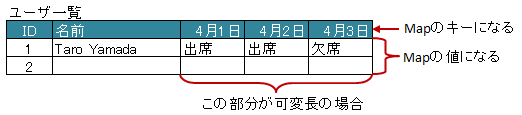 ユーザ一覧
ID 名前 4月1日 4月2日 4月3日 Mapのキーになる
1 Taro Yamada 出席 出席 欠席 Mapの値になる
2
この部分が可変長の場合